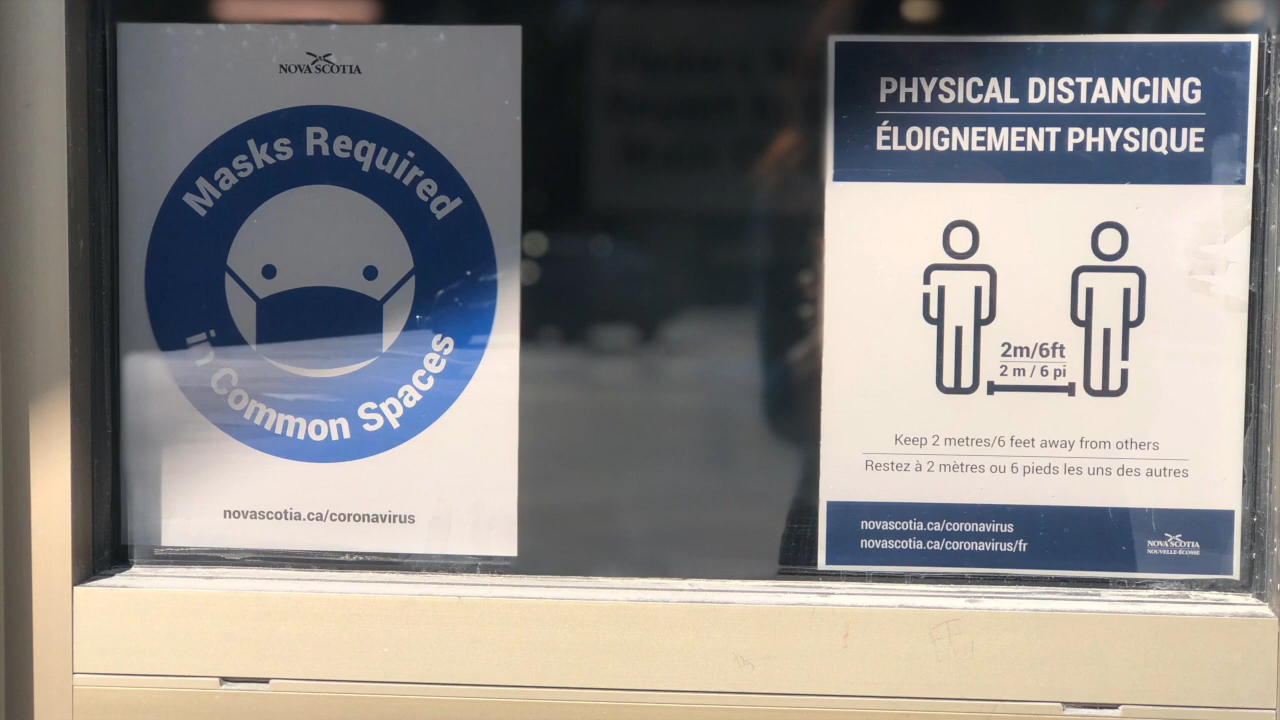 NOVA SCOTIA
Masks Required
in Common Spaces
novascotia.ca/coronavirus
PHYSICAL DISTANCING
ÉLOIGNEMENT PHYSIQUE
2m/6ft
2 m / 6 pi
Keep 2 metres/6 feet away from others
Restez à 2 mètres ou 6 pieds les uns des autres
novascotia.ca/coronavirus
novascotia.ca/coronavirus/fr
NOVA SCOTIA
NOUVELLE-ÉCOSSE